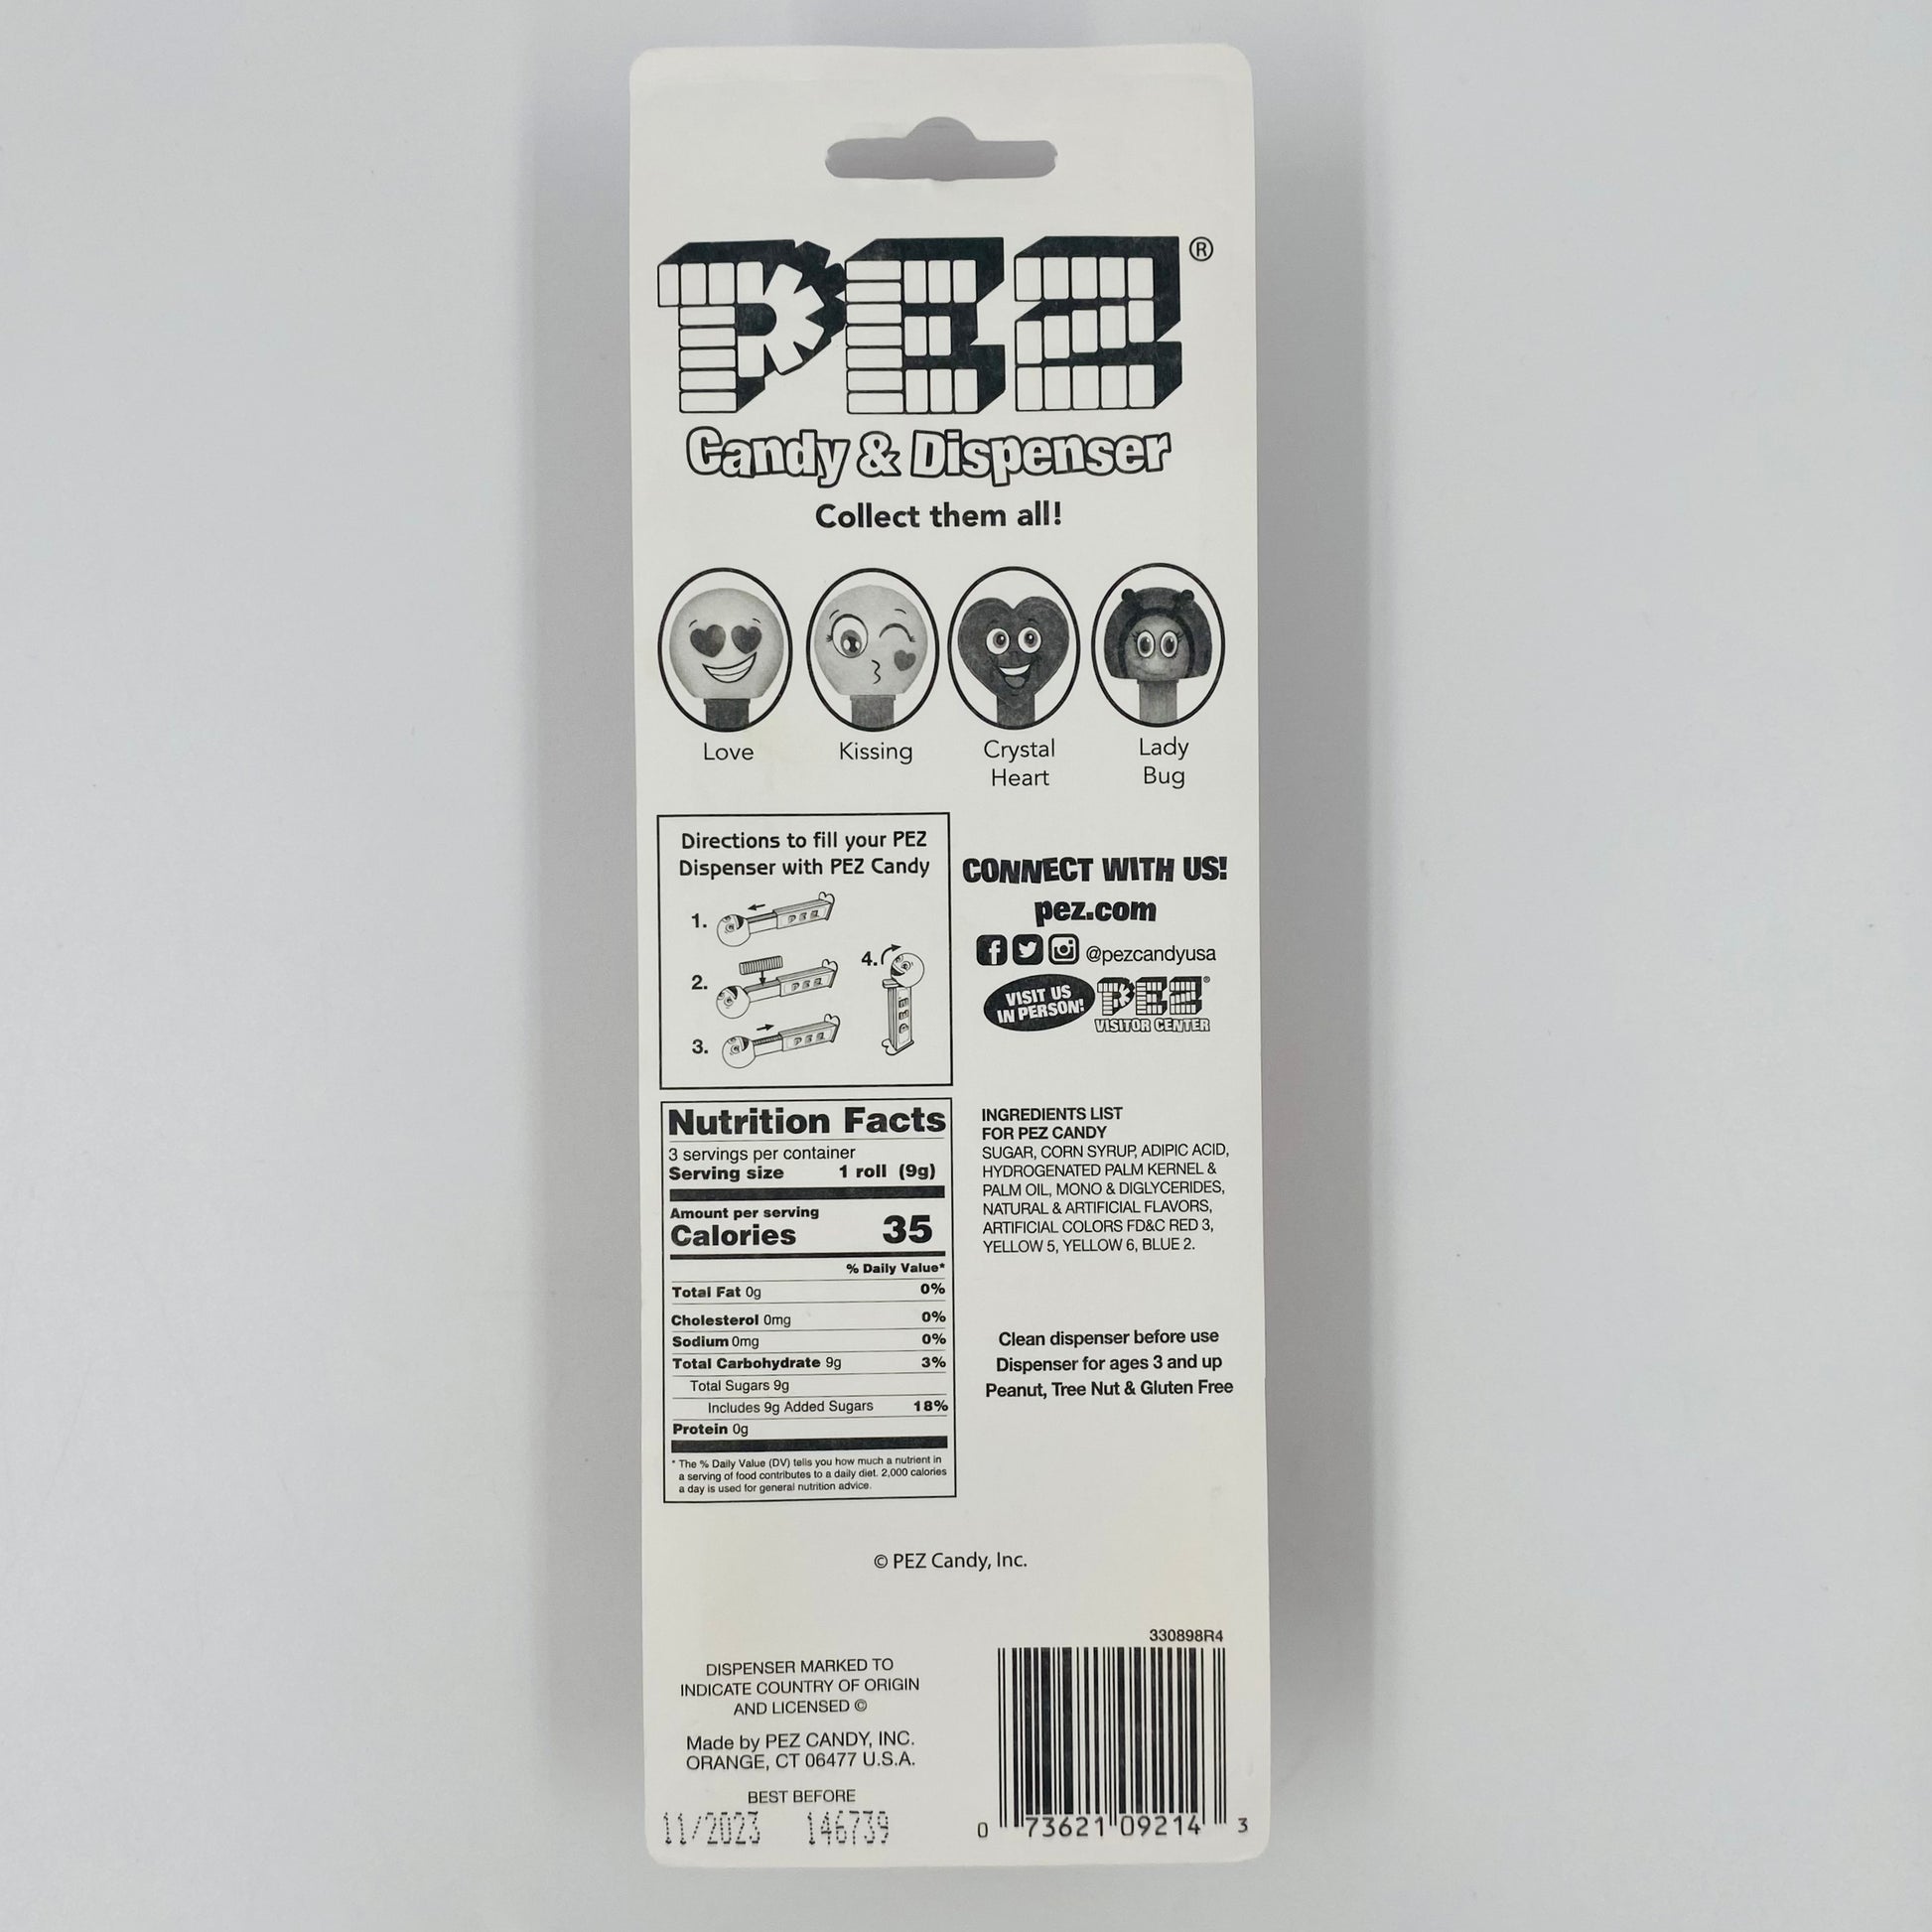 PEZ®
Candy & Dispenser
Collect them all!
Love
Kissing
Crystal
Heart
Lady
Bug
Directions to fill your PEZ
Dispenser with PEZ Candy
1.
2.
3.
4.
PEZ
PEZ
PEZ
PEZ
CONNECT WITH US!
pez.com
@pezcandyusa
VISIT US
IN PERSON!
PEZ®
VISITOR CENTER
Nutrition Facts
3 servings per container
Serving size 1 roll (9g)
Amount per serving
Calories 35
% Daily Value*
Total Fat 0g 0%
Cholesterol 0mg 0%
Sodium 0mg 0%
Total Carbohydrate 9g 3%
Total Sugars 9g
Includes 9g Added Sugars 18%
Protein 0g
* The % Daily Value (DV) tells you how much a nutrient in
a serving of food contributes to a daily diet. 2,000 calories
a day is used for general nutrition advice.
INGREDIENTS LIST
FOR PEZ CANDY
SUGAR, CORN SYRUP, ADIPIC ACID,
HYDROGENATED PALM KERNEL &
PALM OIL, MONO & DIGLYCERIDES,
NATURAL & ARTIFICIAL FLAVORS,
ARTIFICIAL COLORS FD&C RED 3,
YELLOW 5, YELLOW 6, BLUE 2.
Clean dispenser before use
Dispenser for ages 3 and up
Peanut, Tree Nut & Gluten Free
© PEZ Candy, Inc.
DISPENSER MARKED TO
INDICATE COUNTRY OF ORIGIN
AND LICENSED ©
Made by PEZ CANDY, INC.
ORANGE, CT 06477 U.S.A.
BEST BEFORE
11/2023 146739
330898R4
0 73621 09214 3